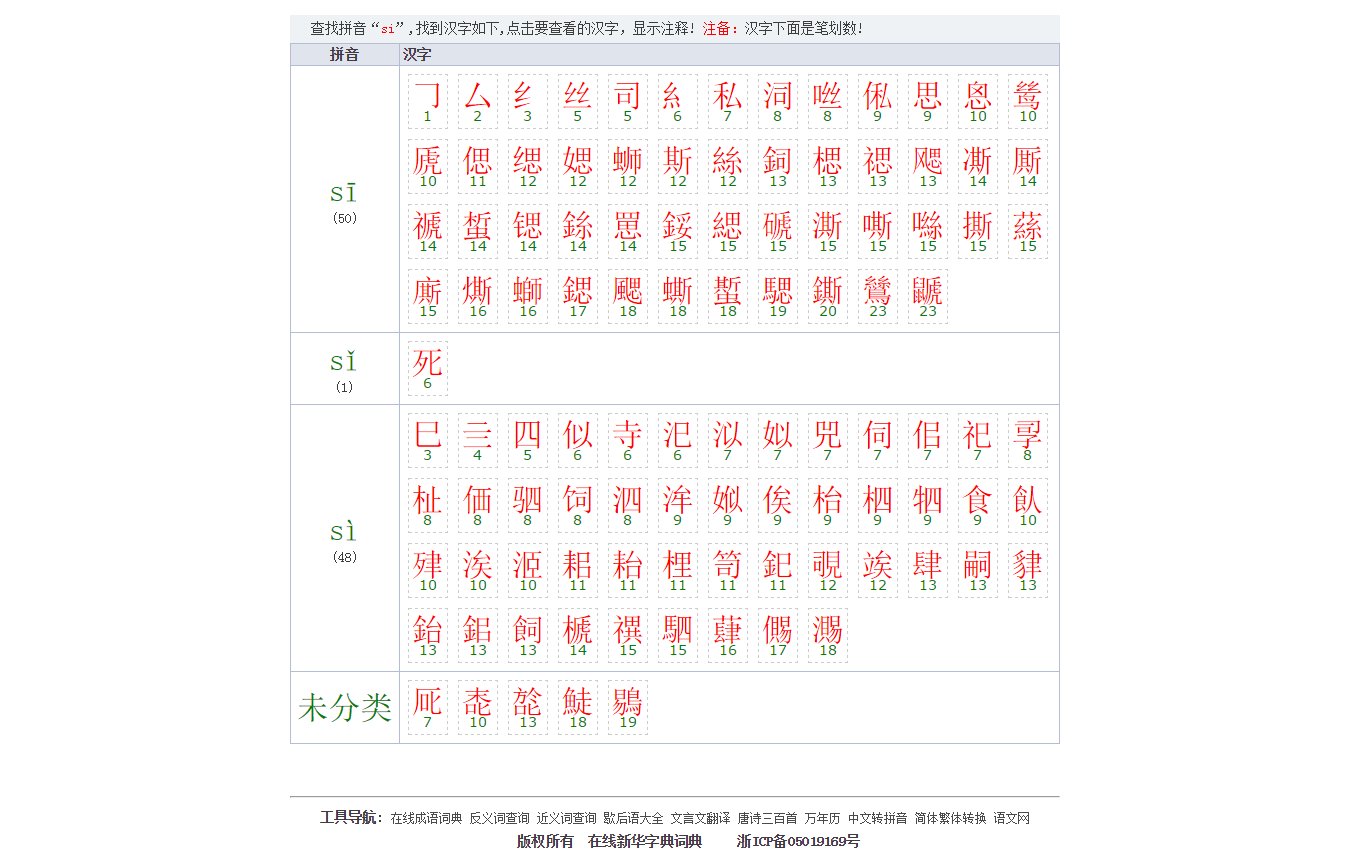 查找拼音“si”,找到汉字如下,点击要查看的汉字，显示注释! 注备：汉字下面是笔划数!
拼音 汉字
㇆ 厶 纟 丝 司 糹 私 泀 咝 俬 思 恖 鸶
1 2 3 5 5 6 7 8 8 9 9 10 10
虒 偲 缌 媤 蛳 斯 絲 鉰 楒 禗 飔 凘 厮
10 11 12 12 12 12 12 13 13 13 13 14 14
sī
(50)
禠 蜤 锶 銯 罳 鋖 緦 磃 澌 嘶 噝 撕 蕬
14 14 14 14 14 15 15 15 15 15 15 15 15
廝 燍 螄 鍶 颸 蟴 蟖 騦 鐁 鷥 鼶
15 16 16 17 18 18 18 19 20 23 23
sǐ
(1)
死
6
巳 亖 四 似 寺 汜 泤 姒 兕 伺 佀 祀 孠
3 4 5 6 6 6 7 7 7 7 7 7 8
杫 価 驷 饲 泗 洠 娰 俟 枱 柶 牭 食 飤
8 8 8 8 8 9 9 9 9 9 9 9 10
sì
(48)
肂 涘 洍 耜 耛 梩 笥 釲 覗 竢 肆 嗣 貄
10 10 10 11 11 11 11 11 12 12 13 13 13
鈶 鈻 飼 榹 禩 駟 蕼 儩 瀃
13 13 13 14 15 15 16 17 18
未分类
7 10 13 18 19
工具导航： 在线成语词典 反义词查询 近义词查询 歇后语大全 文言文翻译 唐诗三百首 万年历 中文转拼音 简体繁体转换 语文网
版权所有 在线新华字典词典 浙ICP备05019169号